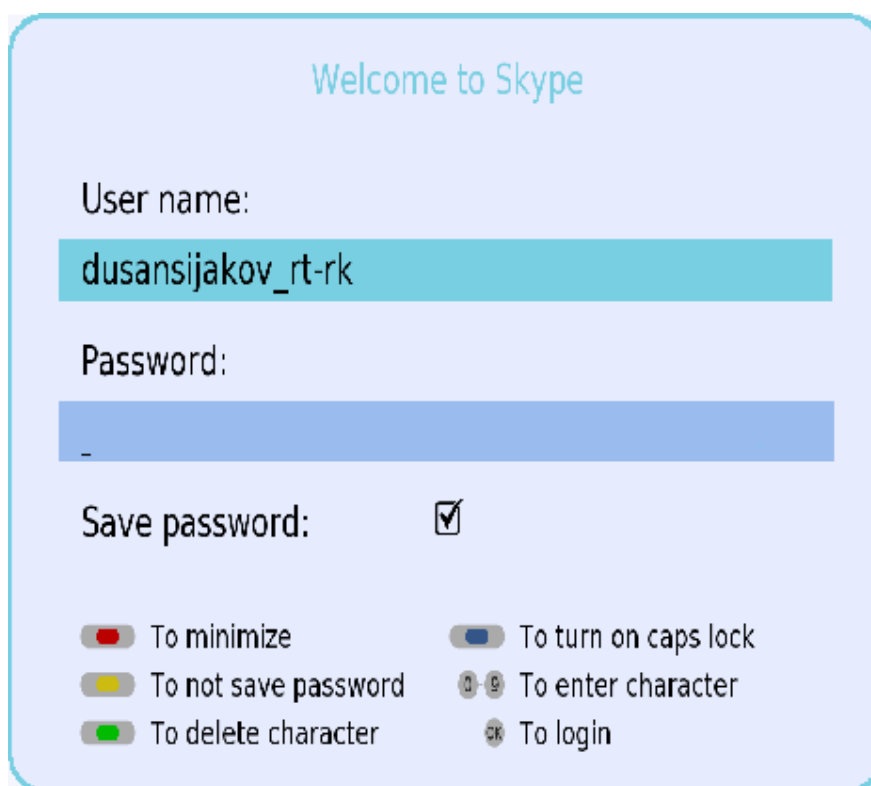 Welcome to Skype
User name:
dusansijakov_rt-rk
Password:
_
Save password:
To minimize
To turn on caps lock
To not save password
0-9 To enter character
To delete character
OK To login